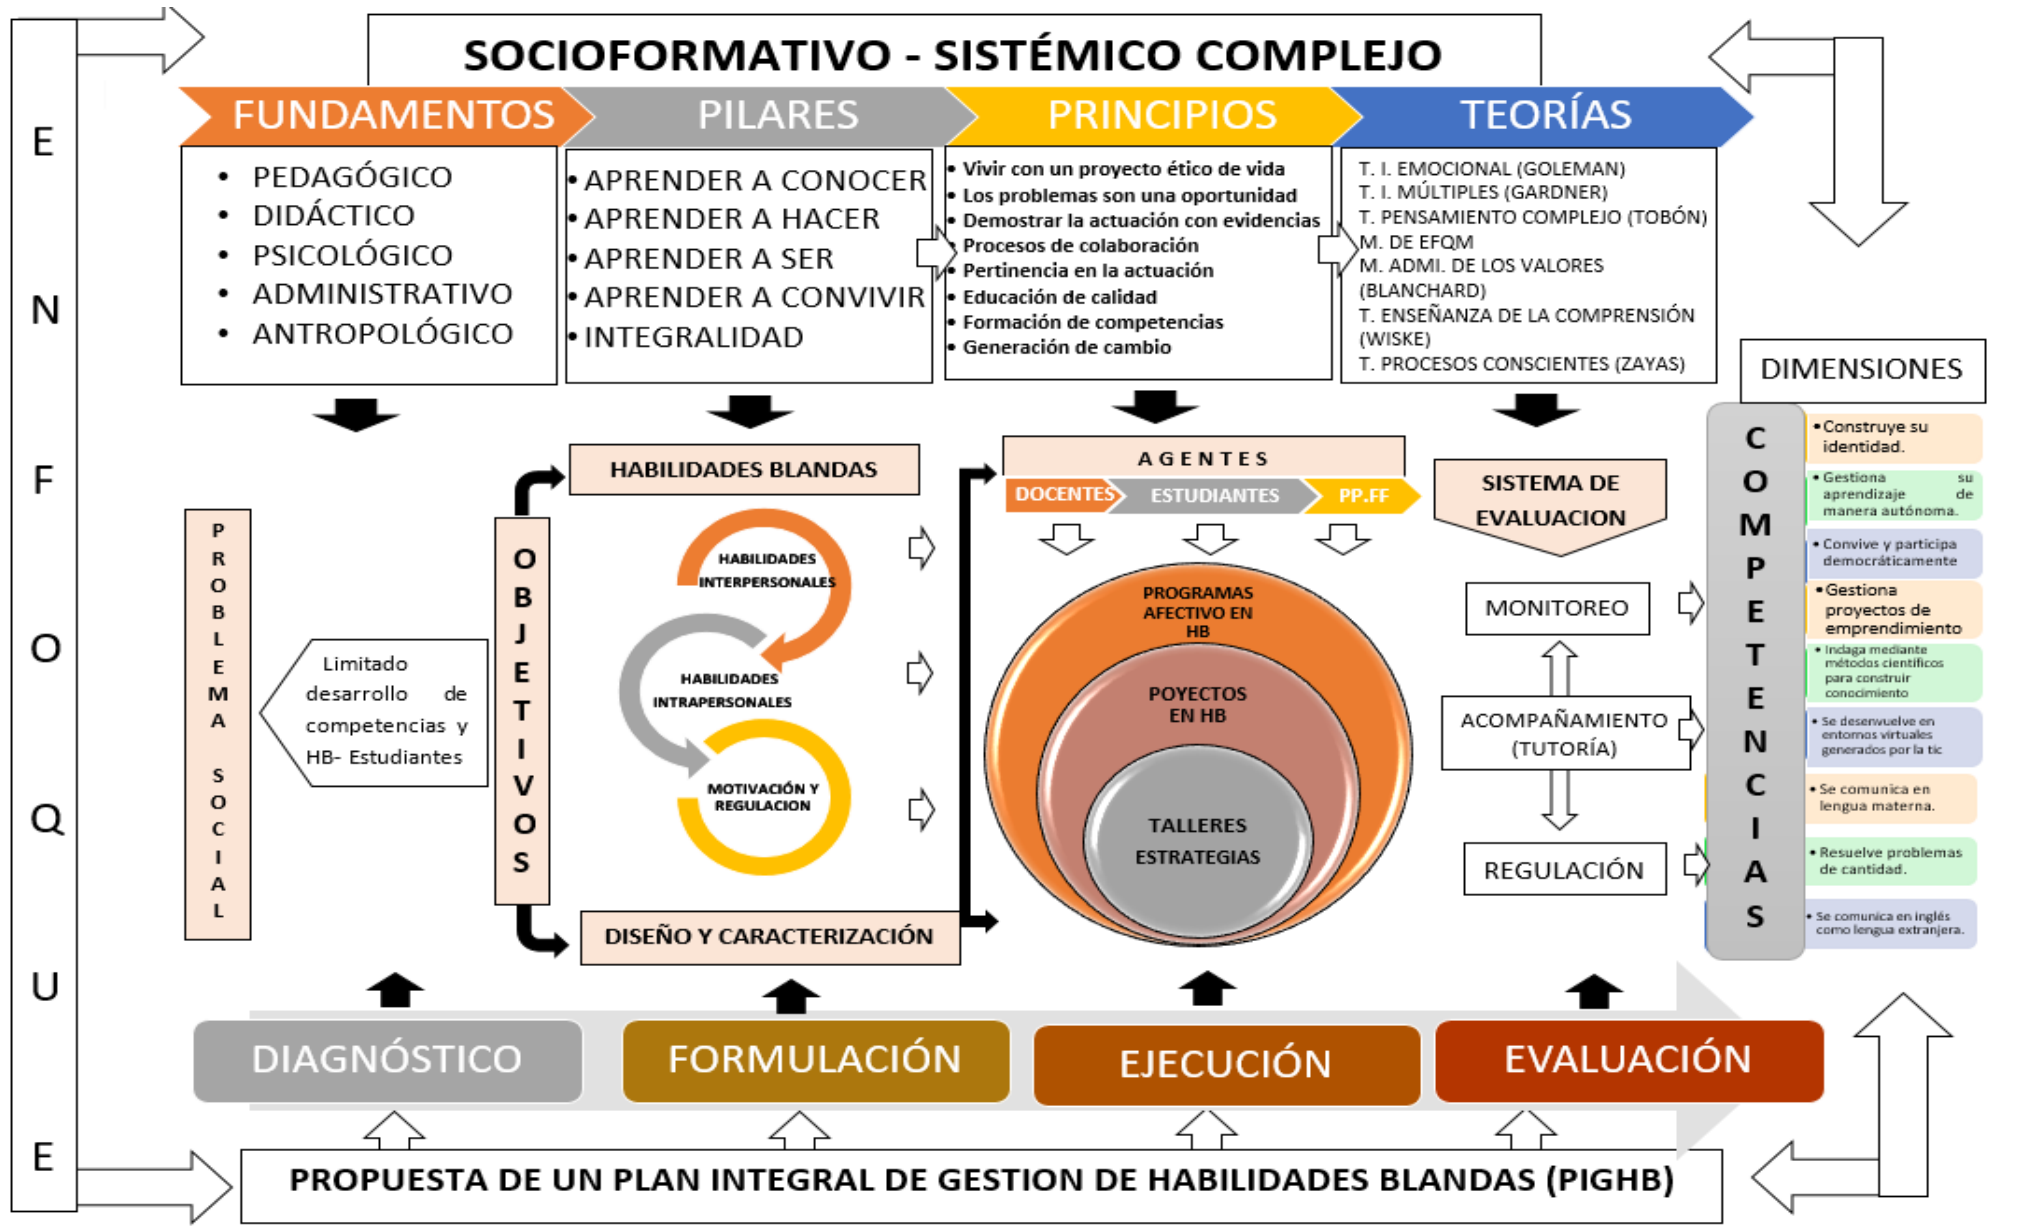 ENFOQUE
SOCIOFORMATIVO - SISTÉMICO COMPLEJO
FUNDAMENTOS
• PEDAGÓGICO
• DIDÁCTICO
• PSICOLÓGICO
• ADMINISTRATIVO
• ANTROPOLÓGICO
PILARES
• APRENDER A CONOCER
• APRENDER A HACER
• APRENDER A SER
• APRENDER A CONVIVIR
• INTEGRALIDAD
PRINCIPIOS
• Vivir con un proyecto ético de vida
• Los problemas son una oportunidad
• Demostrar la actuación con evidencias
• Procesos de colaboración
• Pertinencia en la actuación
• Educación de calidad
• Formación de competencias
• Generación de cambio
TEORÍAS
T. I. EMOCIONAL (GOLEMAN)
T. I. MÚLTIPLES (GARDNER)
T. PENSAMIENTO COMPLEJO (TOBÓN)
M. DE EFQM
M. ADMI. DE LOS VALORES
(BLANCHARD)
T. ENSEÑANZA DE LA COMPRENSIÓN
(WISKE)
T. PROCESOS CONSCIENTES (ZAYAS)
PROBLEMA SOCIAL
Limitado
desarrollo de
competencias y
HB- Estudiantes
OBJETIVOS
HABILIDADES BLANDAS
HABILIDADES
INTERPERSONALES
HABILIDADES
INTRAPERSONALES
MOTIVACIÓN Y
REGULACION
DISEÑO Y CARACTERIZACIÓN
AGENTES
DOCENTES
ESTUDIANTES
PP.FF
PROGRAMAS
AFECTIVO EN
HB
POYECTOS
EN HB
TALLERES
ESTRATEGIAS
SISTEMA DE
EVALUACION
MONITOREO
ACOMPAÑAMIENTO
(TUTORÍA)
REGULACIÓN
DIMENSIONES
COMPETENCIAS
• Construye su
identidad.
• Gestiona su
aprendizaje de
manera autónoma.
• Convive y participa
democráticamente
• Gestiona
proyectos de
emprendimiento
• Indaga mediante
métodos científicos
para construir
conocimiento
• Se desenvuelve en
entornos virtuales
generados por la tic
• Se comunica en
lengua materna.
• Resuelve problemas
de cantidad.
• Se comunica en inglés
como lengua extranjera.
DIAGNÓSTICO
FORMULACIÓN
EJECUCIÓN
EVALUACIÓN
PROPUESTA DE UN PLAN INTEGRAL DE GESTION DE HABILIDADES BLANDAS (PIGHB)